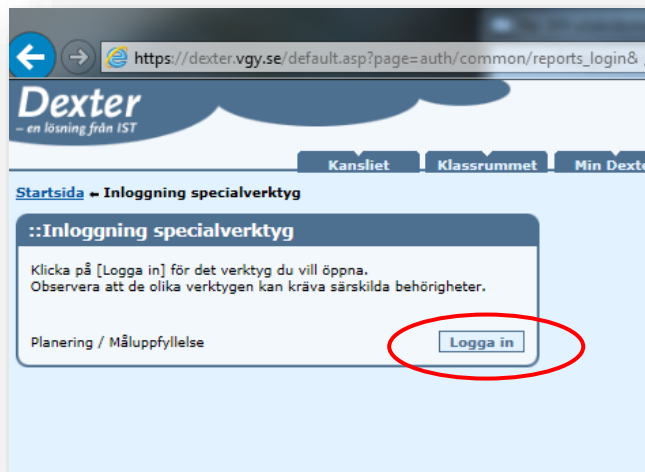 https://dexter.vgy.se/default.asp?page=auth/common/reports_login&
Dexter
– en lösning från IST
Kansliet Klassrummet Min Dexte
Startsida ← Inloggning specialverktyg
::Inloggning specialverktyg
Klicka på [Logga in] för det verktyg du vill öppna.
Observera att de olika verktygen kan kräva särskilda behörigheter.
Planering / Måluppfyllelse Logga in